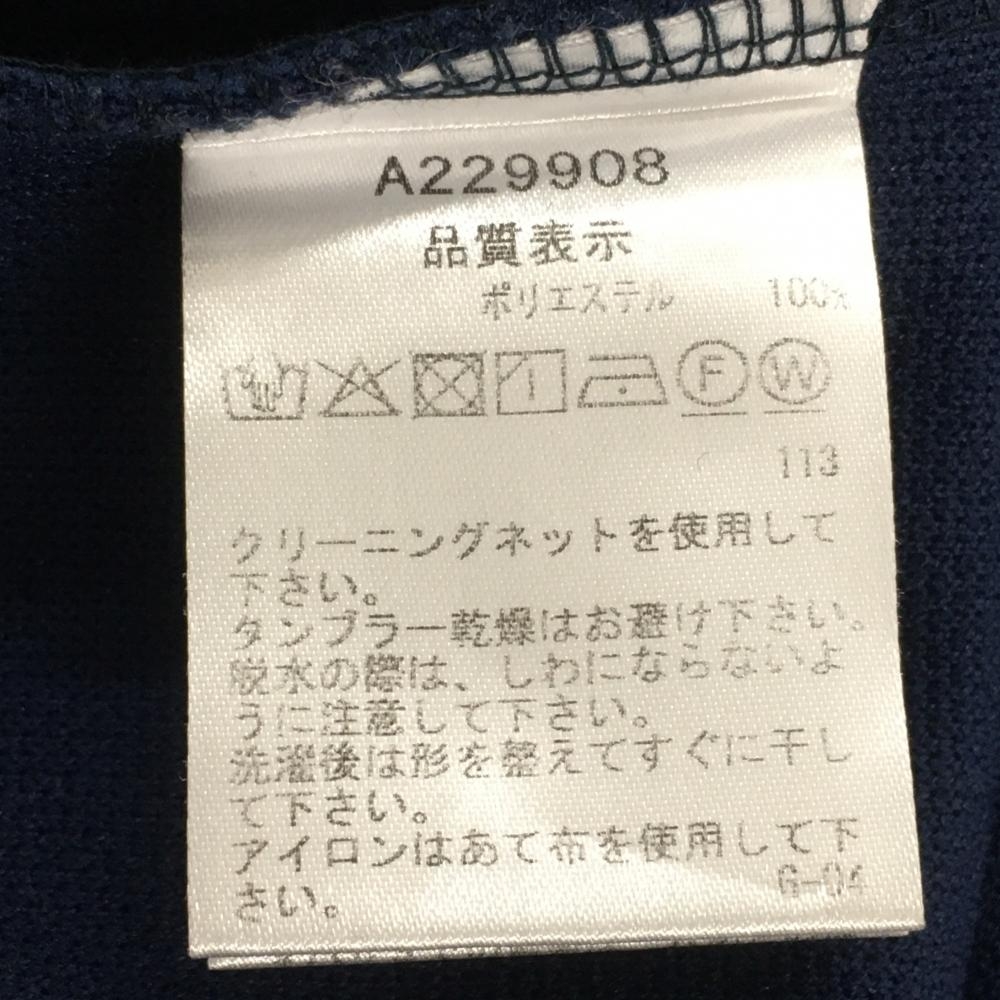 A229908
品質表示
ポリエステル 100%
F W
113
クリーニングネットを使用して
下さい。
タンブラー乾燥はお避け下さい。
脱水の際は、しわにならないよ
うに注意して下さい。
洗濯後は形を整えてすぐに干し
て下さい。
アイロンはあて布を使用して下
さい。
G-04